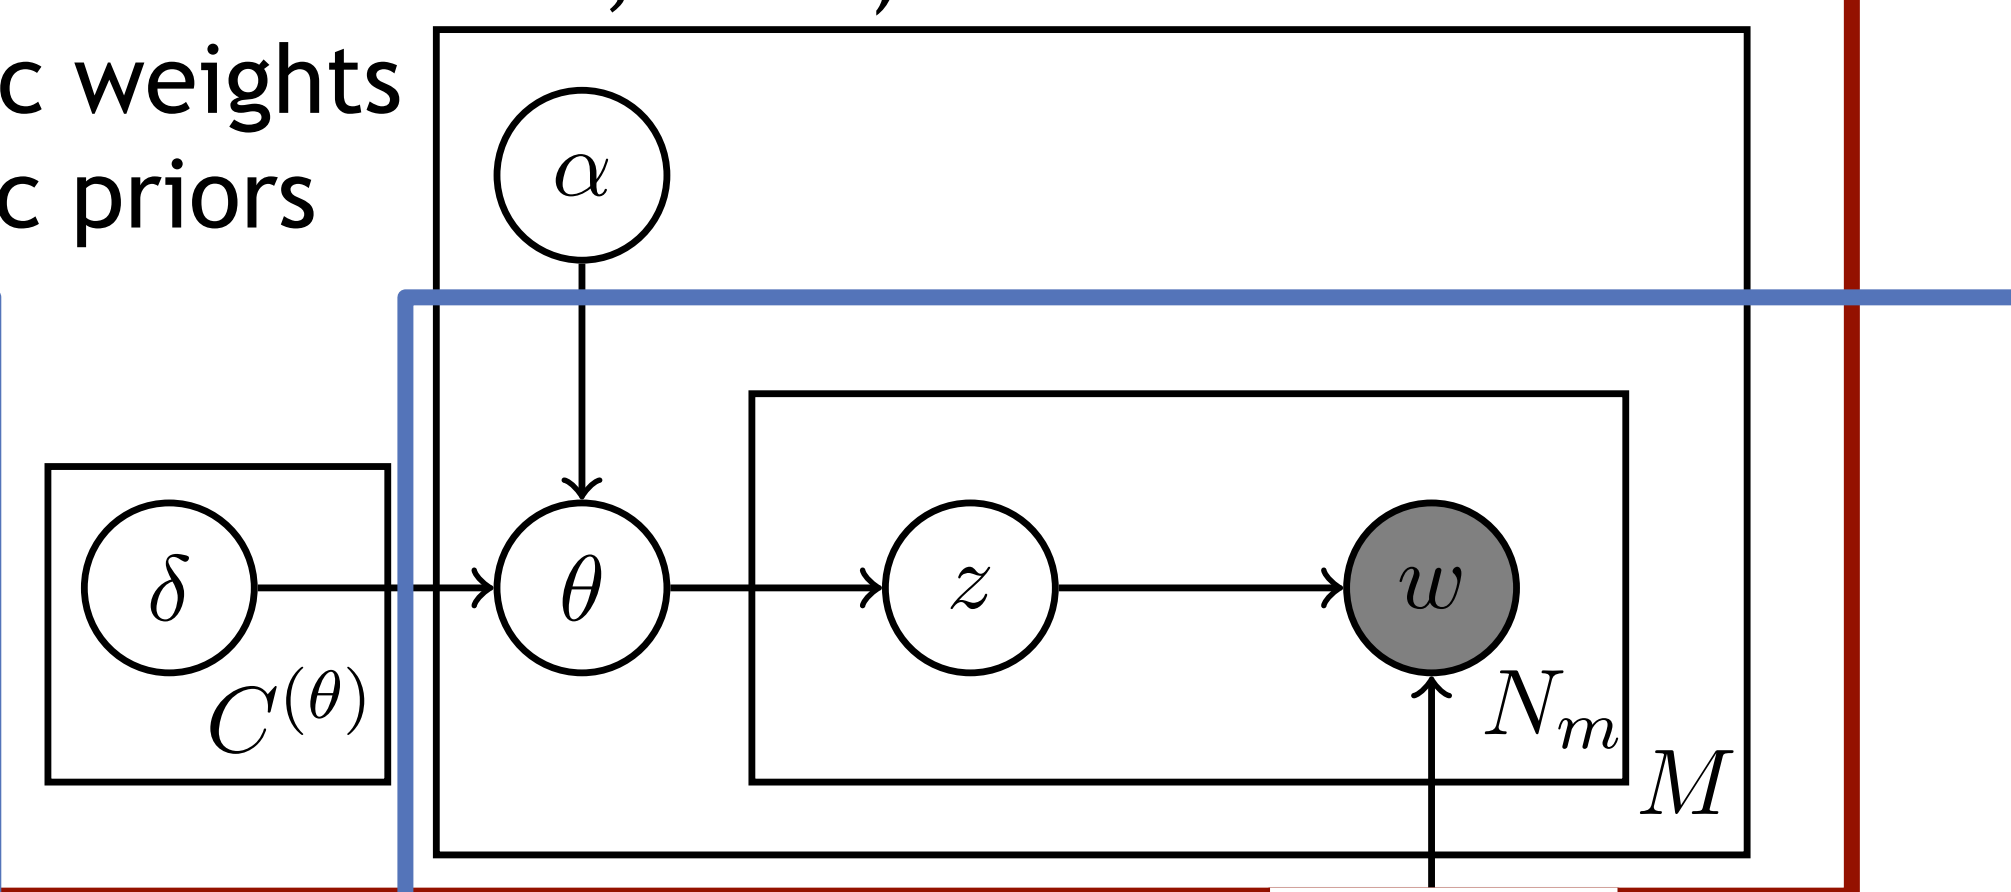 c weights
c priors
α
δ
θ
z
w
C^{(θ)}
N_m
M